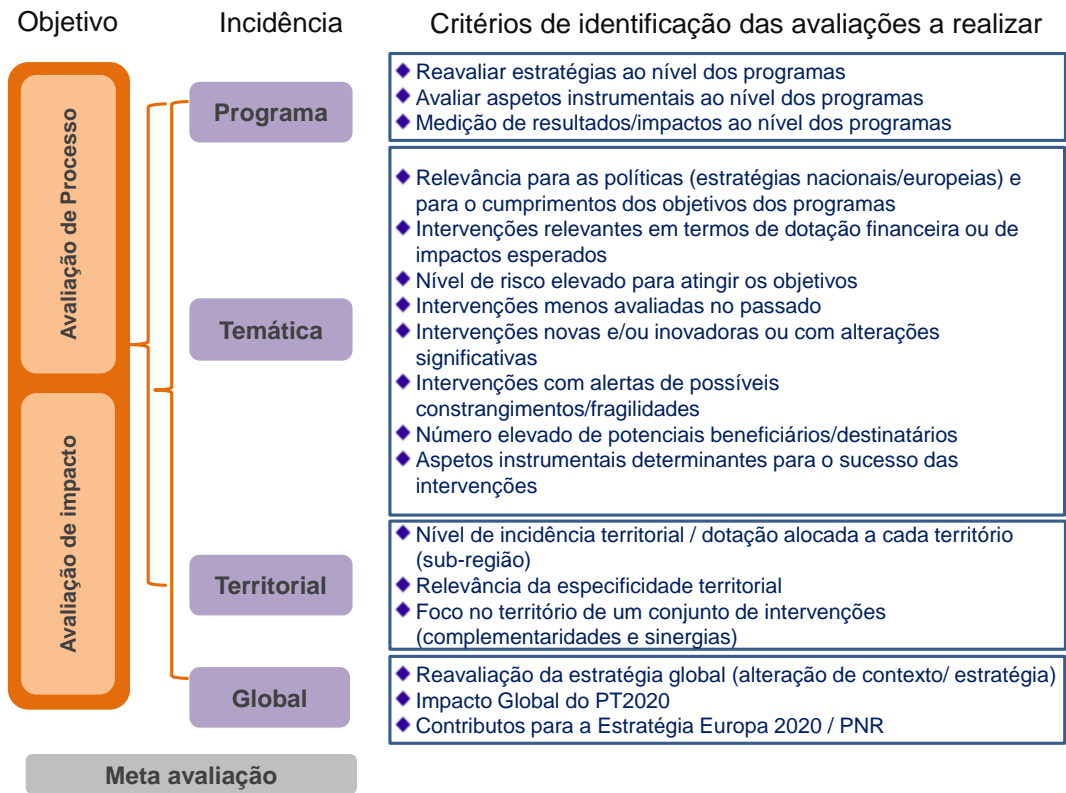 Objetivo
Incidência
Critérios de identificação das avaliações a realizar
Avaliação de Processo
Avaliação de impacto
Programa
◆ Reavaliar estratégias ao nível dos programas
◆ Avaliar aspetos instrumentais ao nível dos programas
◆ Medição de resultados/impactos ao nível dos programas
Temática
◆ Relevância para as políticas (estratégias nacionais/europeias) e
para o cumprimentos dos objetivos dos programas
◆ Intervenções relevantes em termos de dotação financeira ou de
impactos esperados
◆ Nível de risco elevado para atingir os objetivos
◆ Intervenções menos avaliadas no passado
◆ Intervenções novas e/ou inovadoras ou com alterações
significativas
◆ Intervenções com alertas de possíveis
constrangimentos/fragilidades
◆ Número elevado de potenciais beneficiários/destinatários
◆ Aspetos instrumentais determinantes para o sucesso das
intervenções
Territorial
◆ Nível de incidência territorial / dotação alocada a cada território
(sub-região)
◆ Relevância da especificidade territorial
◆ Foco no território de um conjunto de intervenções
(complementaridades e sinergias)
Global
◆ Reavaliação da estratégia global (alteração de contexto/ estratégia)
◆ Impacto Global do PT2020
◆ Contributos para a Estratégia Europa 2020 / PNR
Meta avaliação